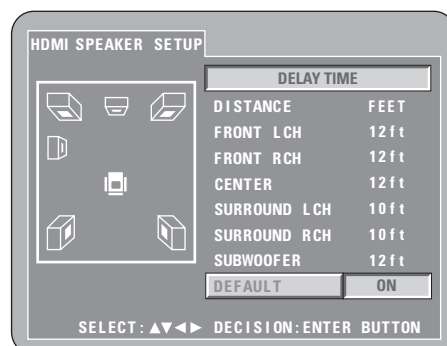 HDMI SPEAKER SETUP
DELAY TIME
DISTANCE FEET
FRONT LCH 12ft
FRONT RCH 12ft
CENTER 12ft
SURROUND LCH 10ft
SURROUND RCH 10ft
SUBWOOFER 12ft
DEFAULT ON
SELECT: ▲▼◄► DECISION:ENTER BUTTON